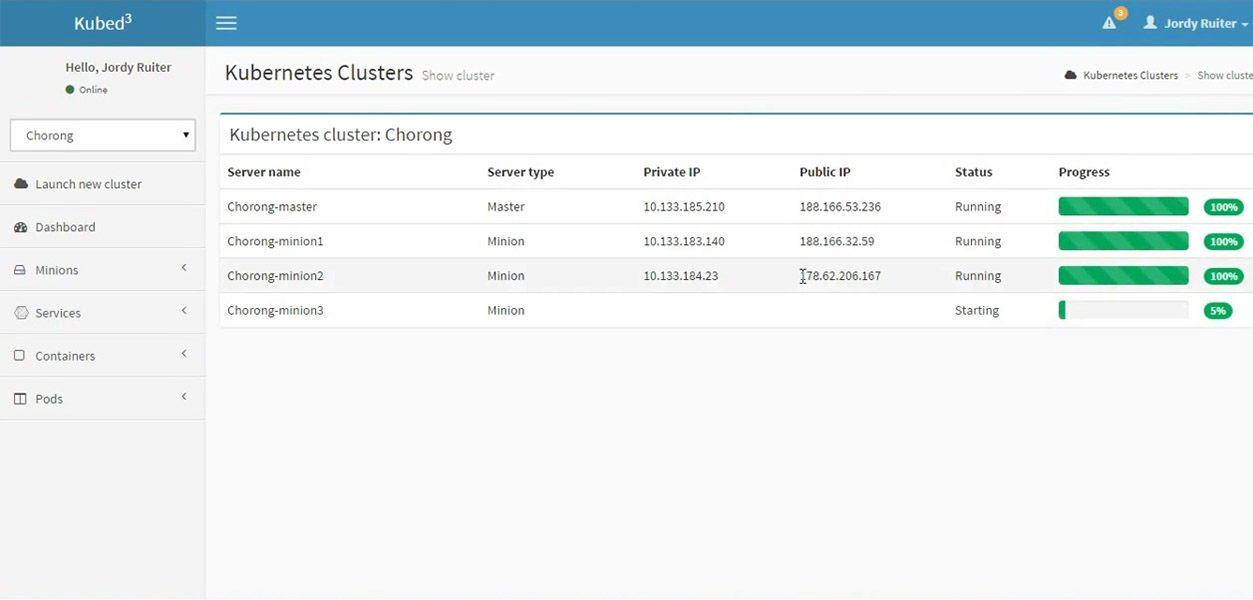 Kubed³
3
Jordy Ruiter
Hello, Jordy Ruiter
Online
Chorong
Launch new cluster
Dashboard
Minions
Services
Containers
Pods
Kubernetes Clusters Show cluster
Kubernetes Clusters > Show cluste
Kubernetes cluster: Chorong
Server name Server type Private IP Public IP Status Progress
Chorong-master Master 10.133.185.210 188.166.53.236 Running 100%
Chorong-minion1 Minion 10.133.183.140 188.166.32.59 Running 100%
Chorong-minion2 Minion 10.133.184.23 178.62.206.167 Running 100%
Chorong-minion3 Minion Starting 5%